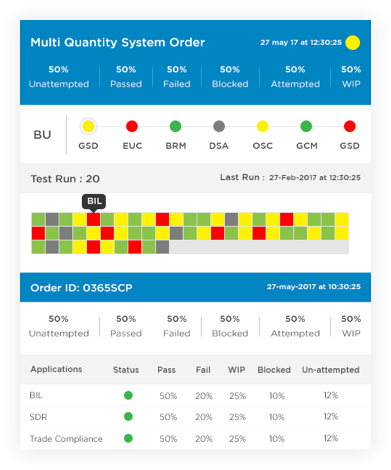 Multi Quantity System Order 27 may 17 at 12:30:25
50% 50% 50% 50% 50% 50%
Unattempted Passed Failed Blocked Attempted WIP
BU
GSD EUC BRM DSA OSC GCM GSD
Test Run : 20 Last Run : 27-Feb-2017 at 12:30:25
BIL
Order ID: 0365SCP 27-may-2017 at 10:30:25
50% 50% 50% 50% 50% 50%
Unattempted Passed Failed Blocked Attempted WIP
Applications Status Pass Fail WIP Blocked Un-attempted
BIL 50% 20% 25% 10% 12%
SDR 50% 20% 25% 10% 12%
Trade Compliance 50% 20% 25% 10% 12%